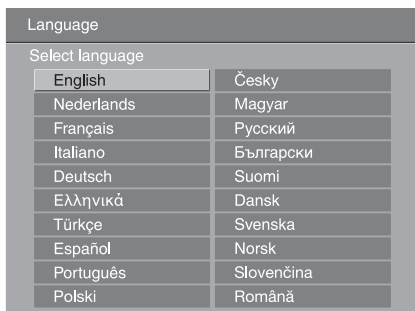 Language
Select language
English
Nederlands
Français
Italiano
Deutsch
Ελληνικά
Türkçe
Español
Português
Polski
Česky
Magyar
Русский
Български
Suomi
Dansk
Svenska
Norsk
Slovenčina
Română